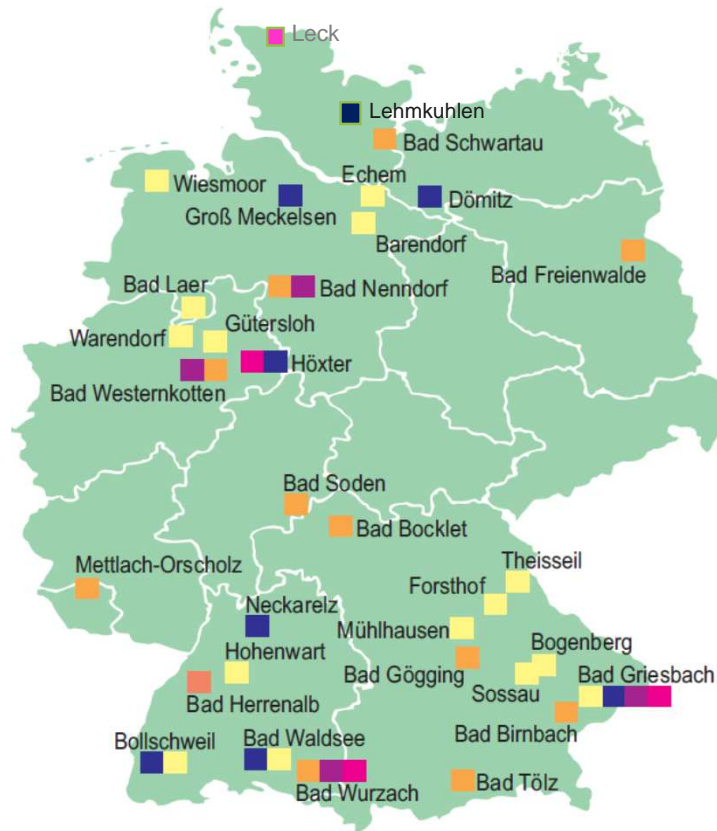 Leck
Lehmkuhlen
Bad Schwartau
Echem
Wiesmoor
Dömitz
Groß Meckelsen
Barendorf
Bad Freienwalde
Bad Laer
Bad Nenndorf
Gütersloh
Warendorf
Höxter
Bad Westernkotten
Bad Soden
Bad Bocklet
Theisseil
Mettlach-Orscholz
Forsthof
Neckarelz
Mühlhausen
Bogenberg
Hohenwart
Bad Gögging
Bad Griesbach
Sossau
Bad Herrenalb
Bad Birnbach
Bollschweil
Bad Waldsee
Bad Tölz
Bad Wurzach